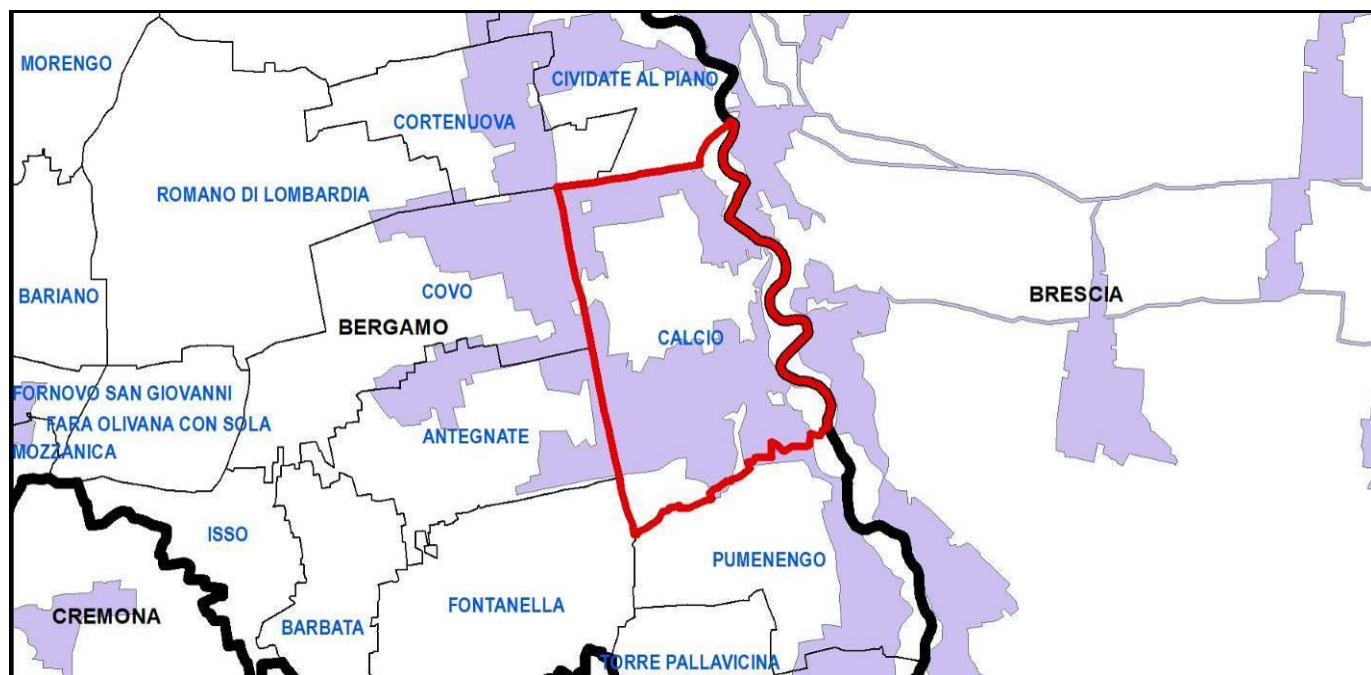 MORENGO
CIVIDATE AL PIANO
CORTENUOVA
ROMANO DI LOMBARDIA
BARIANO
COVO
BRESCIA
BERGAMO
CALCIO
FORNOVO SAN GIOVANNI
FARA OLIVANA CON SOLA
MOZZANICA
ANTEGNATE
ISSO
PUMENENGO
CREMONA
BARBATA
FONTANELLA
TORRE PALLAVICINA